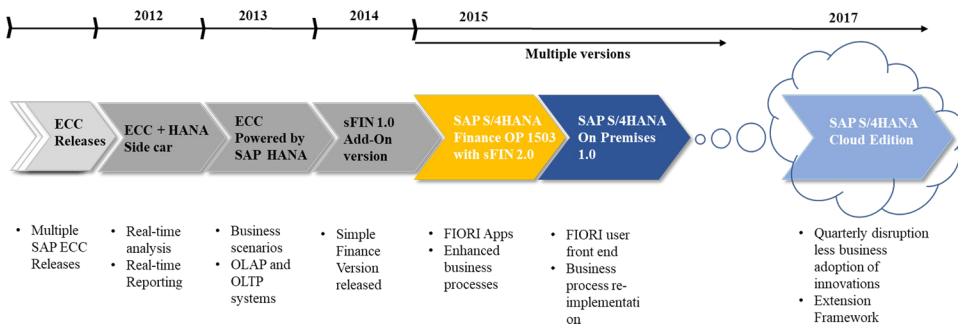 2012
2013
2014
2015
2017
Multiple versions
ECC
Releases
ECC + HANA
Side car
ECC
Powered by
SAP HANA
sFIN 1.0
Add-On
version
SAP S/4HANA
Finance OP 1503
with sFIN 2.0
SAP S/4HANA
On Premises
1.0
SAP S/4HANA
Cloud Edition
• Multiple
SAP ECC
Releases
• Real-time
analysis
• Real-time
Reporting
• Business
scenarios
• OLAP and
OLTP
systems
• Simple
Finance
Version
released
• FIORI Apps
• Enhanced
business
processes
• FIORI user
front end
• Business
process re-
implementati
on
• Quarterly disruption
less business
adoption of
innovations
• Extension
Framework